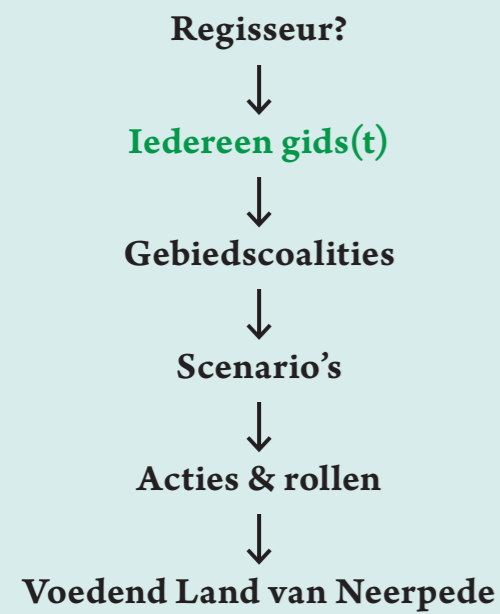 Regisseur?
Iedereen gids(t)
Gebiedscoalities
Scenario’s
Acties & rollen
Voedend Land van Neerpede